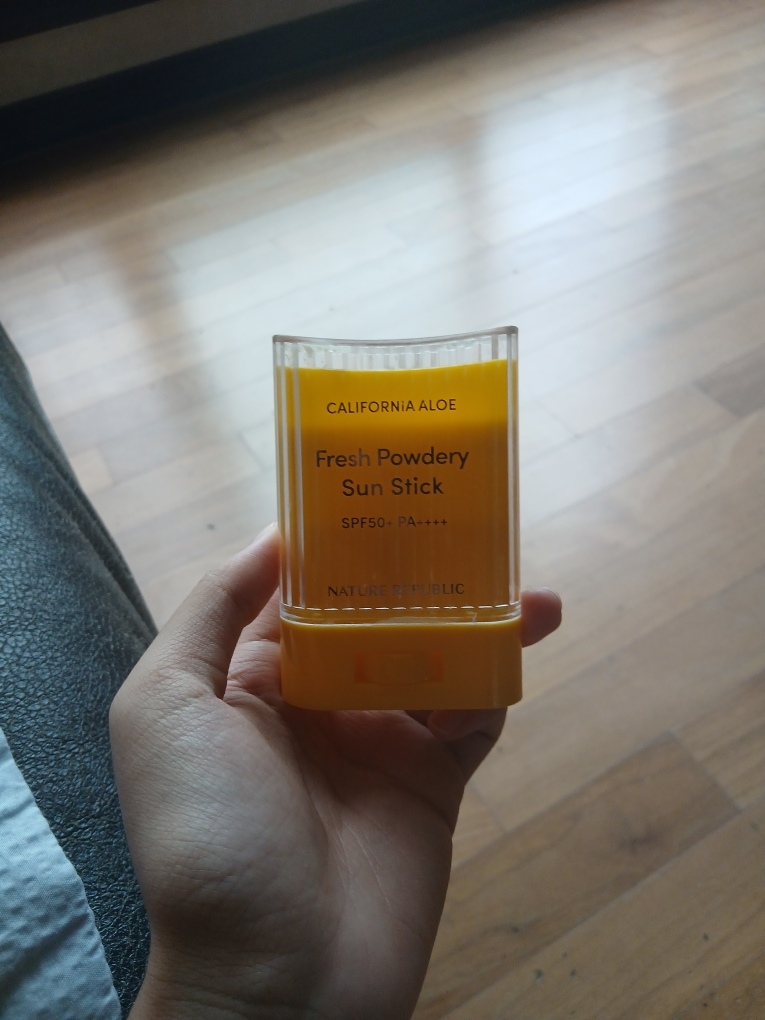 CALIFORNiA ALOE
Fresh Powdery
Sun Stick
SPF50+ PA++++
NATURE REPUBLIC